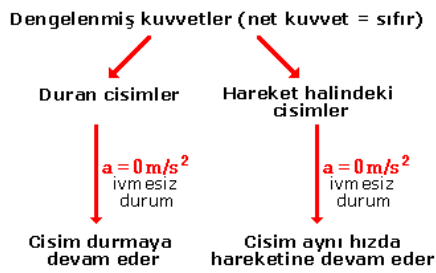 Dengelenmiş kuvvetler (net kuvvet = sıfır)
Duran cisimler
Hareket halindeki
cisimler
a = 0 m/s²
ivmesiz
durum
a = 0 m/s²
ivmesiz
durum
Cisim durmaya
devam eder
Cisim aynı hızda
hareketine devam eder